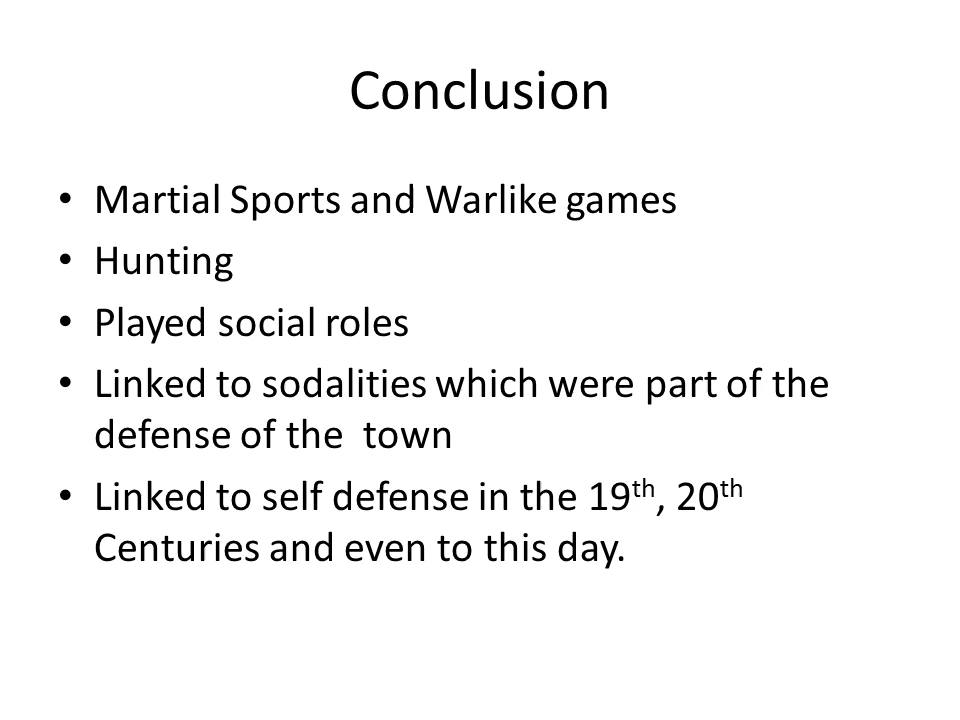 Conclusion
• Martial Sports and Warlike games
• Hunting
• Played social roles
• Linked to sodalities which were part of the
defense of the  town
• Linked to self defense in the 19th, 20th
Centuries and even to this day.